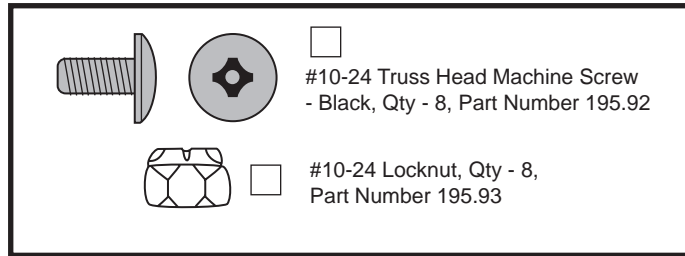 #10-24 Truss Head Machine Screw
- Black, Qty - 8, Part Number 195.92
#10-24 Locknut, Qty - 8,
Part Number 195.93